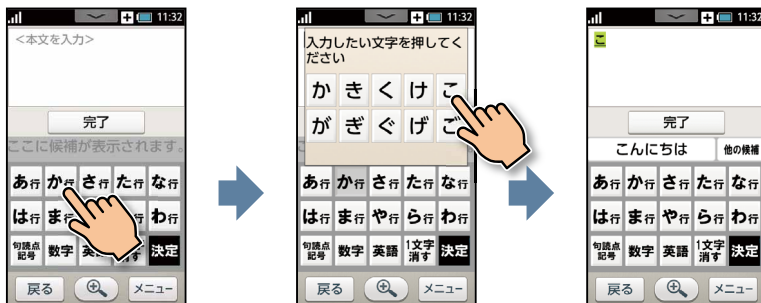 11:32
<本文を入力>
完了
ここに候補が表示されます。
あ行 か行 さ行 た行 な行
は行 ま わ行
句読点記号 数字 消す 決定
戻る メニュー
11:32
入力したい文字を押してく
ださい
か き く け こ
が ぎ ぐ げ ご
あ行 か行 さ行 た行 な行
は行 ま行 や行 ら行 わ行
句読点記号 数字 英語 1文字消す 決定
戻る メニュー
11:32
こ
完了
こんにちは 他の候補
あ行 か行 さ行 た行 な行
は行 ま行 や行 ら行 わ行
句読点記号 数字 英語 1文字消す 決定
戻る メニュー